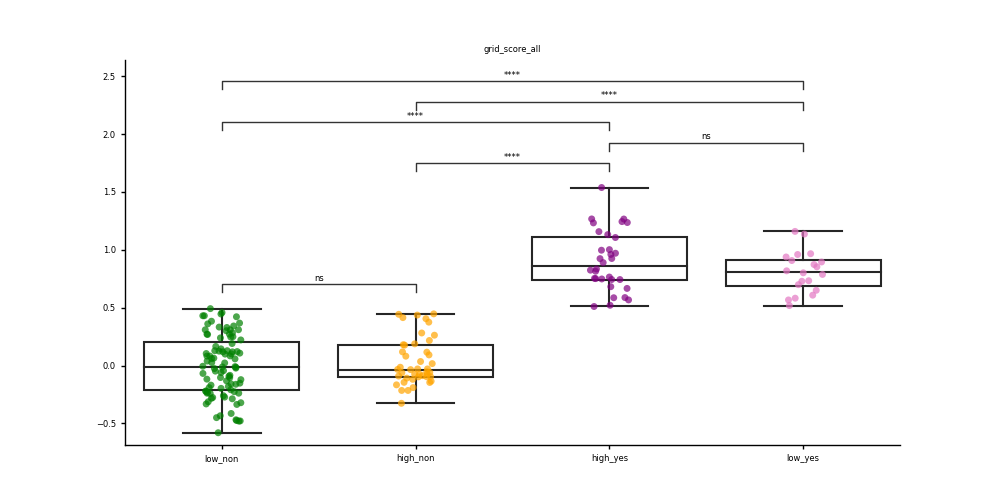 grid_score_all
2.5
2.0
1.5
1.0
0.5
0.0
−0.5
****
****
****
ns
****
ns
low_non
high_non
high_yes
low_yes